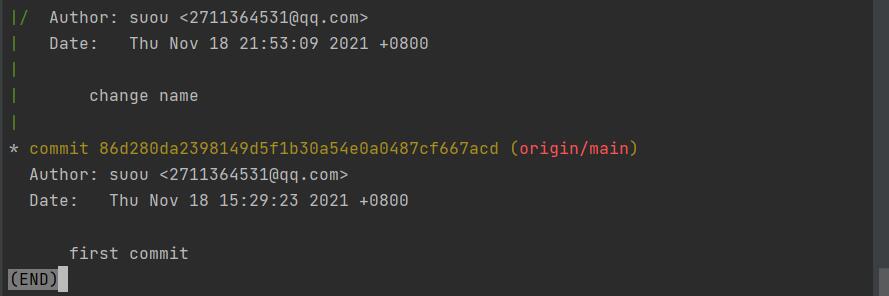 |/  Author: suou <2711364531@qq.com>
|   Date:   Thu Nov 18 21:53:09 2021 +0800
|
|       change name
|
* commit 86d280da2398149d5f1b30a54e0a0487cf667acd (origin/main)
  Author: suou <2711364531@qq.com>
  Date:   Thu Nov 18 15:29:23 2021 +0800

      first commit
(END)